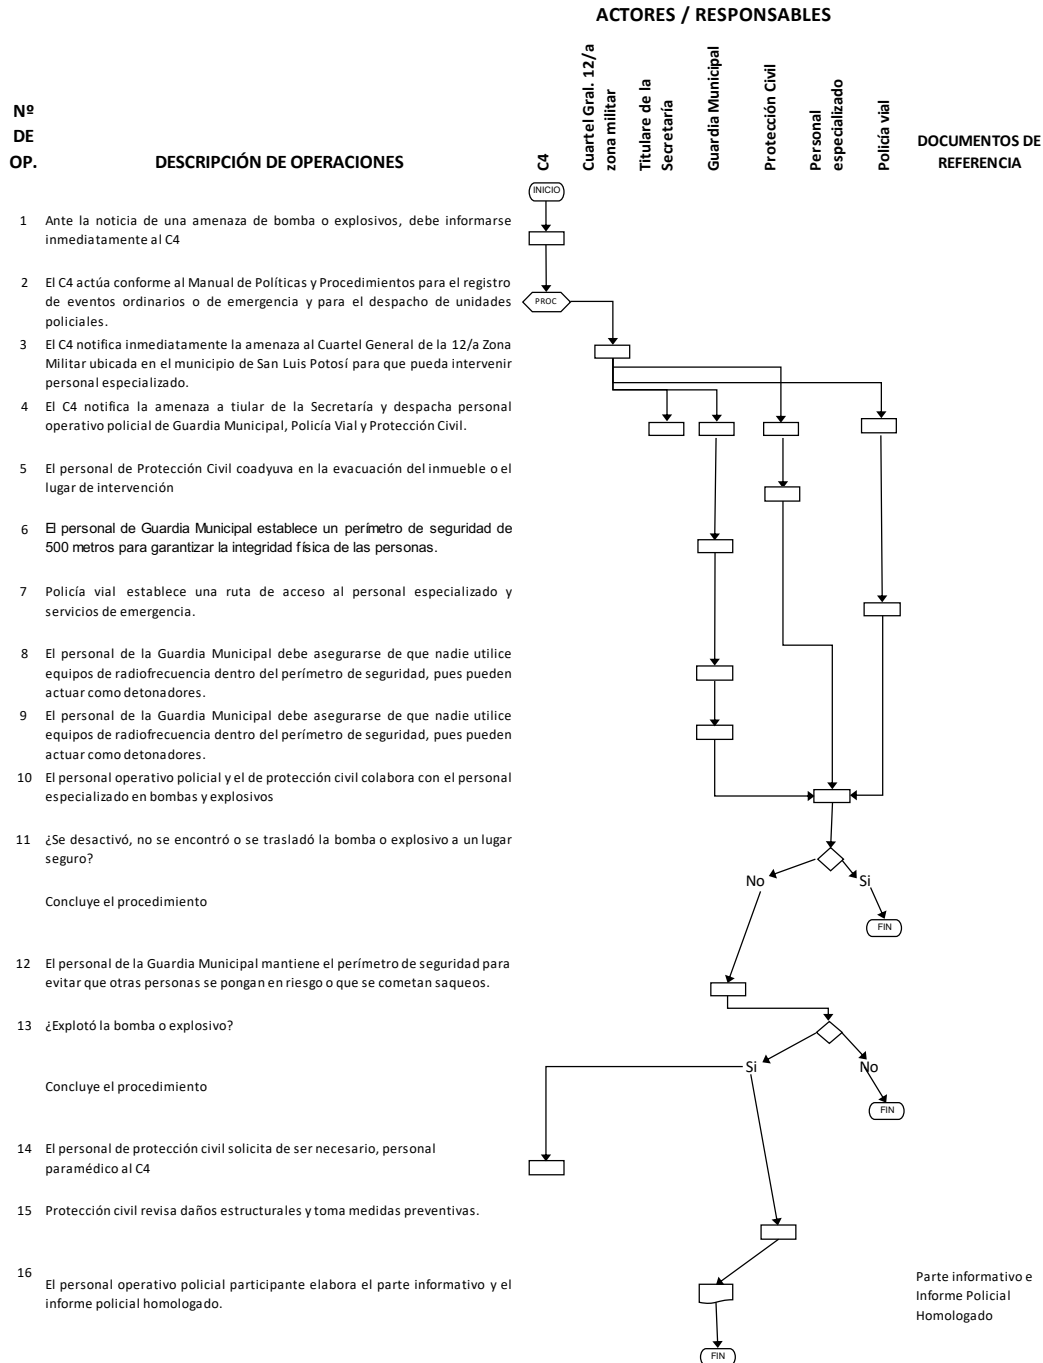 ACTORES / RESPONSABLES
Nº
DE
OP.
DESCRIPCIÓN DE OPERACIONES
C4
Cuartel Gral. 12/a
zona militar
Titulare de la
Secretaría
Guardia Municipal
Protección Civil
Personal
especializado
Policía vial
DOCUMENTOS DE
REFERENCIA
INICIO
1 Ante la noticia de una amenaza de bomba o explosivos, debe informarse
inmediatamente al C4
2 El C4 actúa conforme al Manual de Políticas y Procedimientos para el registro
de eventos ordinarios o de emergencia y para el despacho de unidades
policiales.
PROC
3 El C4 notifica inmediatamente la amenaza al Cuartel General de la 12/a Zona
Militar ubicada en el municipio de San Luis Potosí para que pueda intervenir
personal especializado.
4 El C4 notifica la amenaza a tiular de la Secretaría y despacha personal
operativo policial de Guardia Municipal, Policía Vial y Protección Civil.
5 El personal de Protección Civil coadyuva en la evacuación del inmueble o el
lugar de intervención
6 El personal de Guardia Municipal establece un perímetro de seguridad de
500 metros para garantizar la integridad física de las personas.
7 Policía vial establece una ruta de acceso al personal especializado y
servicios de emergencia.
8 El personal de la Guardia Municipal debe asegurarse de que nadie utilice
equipos de radiofrecuencia dentro del perímetro de seguridad, pues pueden
actuar como detonadores.
9 El personal de la Guardia Municipal debe asegurarse de que nadie utilice
equipos de radiofrecuencia dentro del perímetro de seguridad, pues pueden
actuar como detonadores.
10 El personal operativo policial y el de protección civil colabora con el personal
especializado en bombas y explosivos
11 ¿Se desactivó, no se encontró o se trasladó la bomba o explosivo a un lugar
seguro?
No
Si
Concluye el procedimiento
FIN
12 El personal de la Guardia Municipal mantiene el perímetro de seguridad para
evitar que otras personas se pongan en riesgo o que se cometan saqueos.
13 ¿Explotó la bomba o explosivo?
Si
No
Concluye el procedimiento
FIN
14 El personal de protección civil solicita de ser necesario, personal
paramédico al C4
15 Protección civil revisa daños estructurales y toma medidas preventivas.
16
El personal operativo policial participante elabora el parte informativo y el
informe policial homologado.
Parte informativo e
Informe Policial
Homologado
FIN